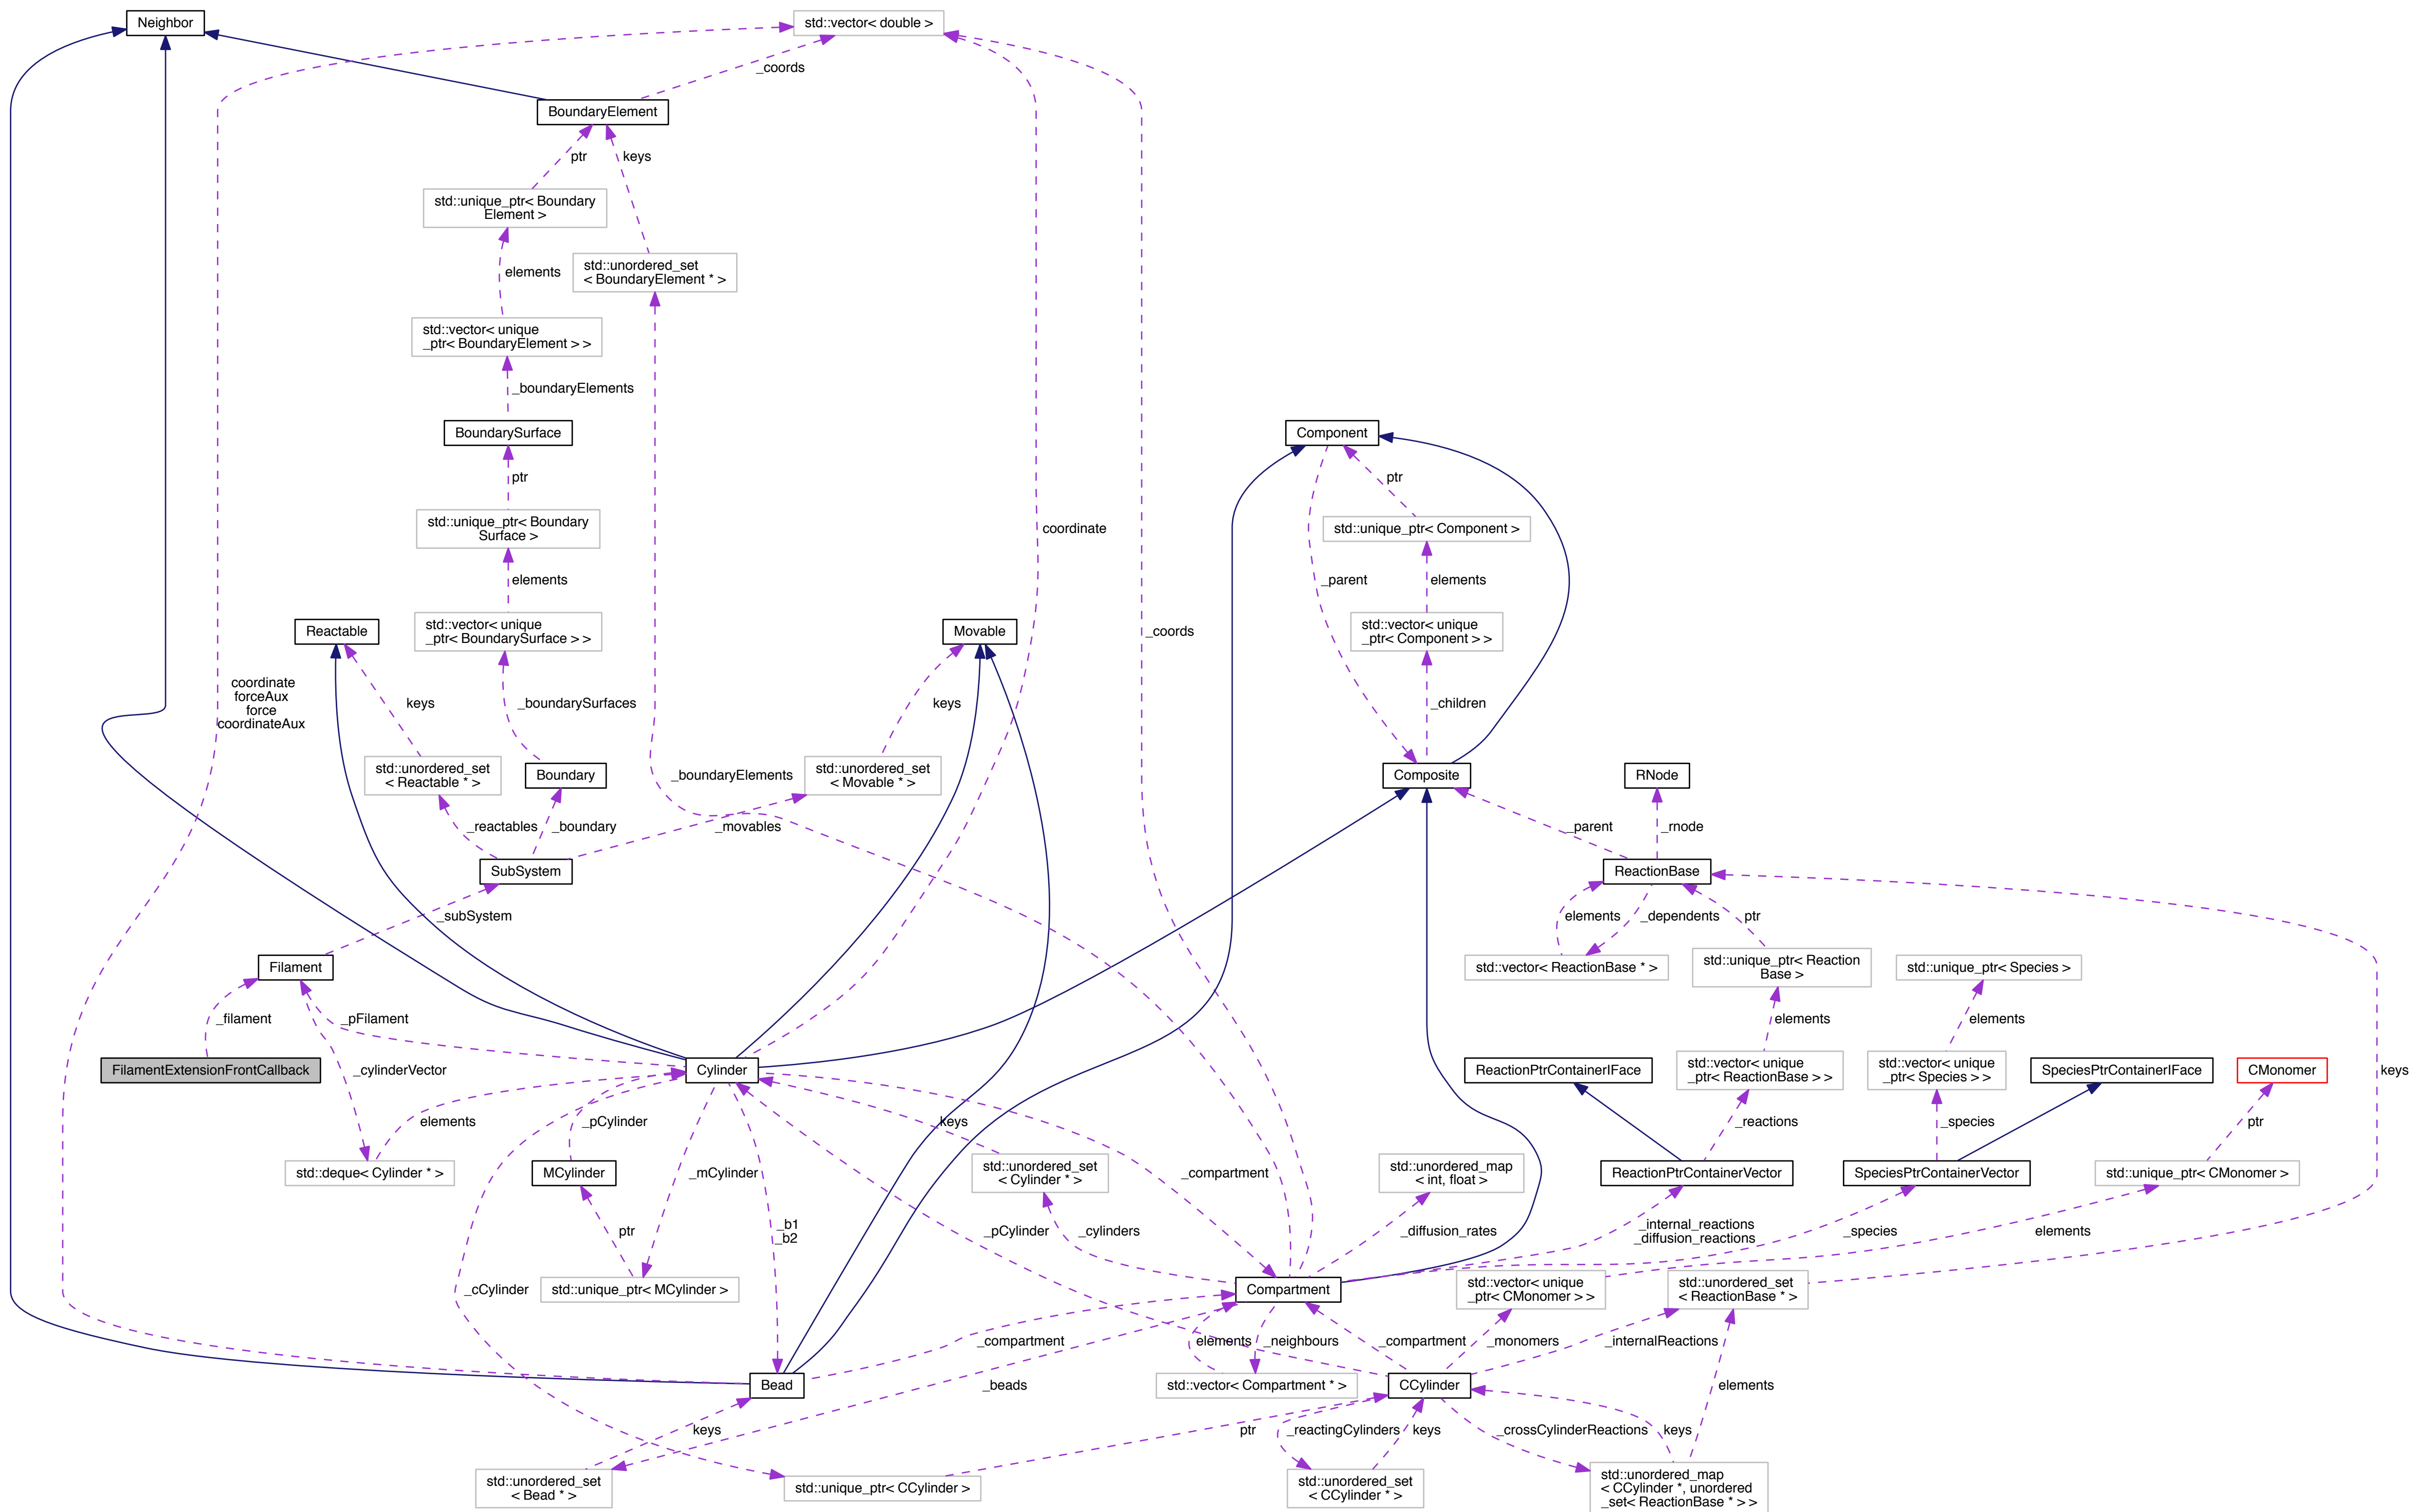 Neighbor
std::vector< double >
_coords
BoundaryElement
ptr
keys
std::unique_ptr< Boundary
Element >
std::unordered_set
< BoundaryElement * >
elements
std::vector< unique
_ptr< BoundaryElement > >
_boundaryElements
BoundarySurface
Component
ptr
ptr
std::unique_ptr< Boundary
Surface >
coordinate
std::unique_ptr< Component >
elements
_parent
elements
Reactable
std::vector< unique
_ptr< BoundarySurface > >
Movable
_coords
std::vector< unique
_ptr< Component > >
coordinate
forceAux
force
coordinateAux
keys
_boundarySurfaces
keys
_children
std::unordered_set
< Reactable * >
Boundary
_boundaryElements
std::unordered_set
< Movable * >
Composite
RNode
_reactables
_boundary
_movables
_parent
_rnode
SubSystem
ReactionBase
_subSystem
elements
_dependents
ptr
Filament
std::vector< ReactionBase * >
std::unique_ptr< Reaction
Base >
std::unique_ptr< Species >
_filament
_pFilament
elements
elements
FilamentExtensionFrontCallback
_cylinderVector
Cylinder
ReactionPtrContainerIFace
std::vector< unique
_ptr< ReactionBase > >
std::vector< unique
_ptr< Species > >
SpeciesPtrContainerIFace
CMonomer
keys
elements
_pCylinder
keys
_reactions
_species
ptr
std::deque< Cylinder * >
MCylinder
_mCylinder
std::unordered_set
< Cylinder * >
_compartment
std::unordered_map
< int, float >
ReactionPtrContainerVector
SpeciesPtrContainerVector
std::unique_ptr< CMonomer >
ptr
_b1
_b2
_pCylinder
_cylinders
_diffusion_rates
_internal_reactions
_diffusion_reactions
_species
elements
_cCylinder
std::unique_ptr< MCylinder >
Compartment
std::vector< unique
_ptr< CMonomer > >
std::unordered_set
< ReactionBase * >
_compartment
elements
_neighbours
_compartment
_monomers
_internalReactions
Bead
_beads
std::vector< Compartment * >
CCylinder
elements
keys
ptr
_reactingCylinders
keys
_crossCylinderReactions
keys
std::unordered_set
< Bead * >
std::unique_ptr< CCylinder >
std::unordered_set
< CCylinder * >
std::unordered_map
< CCylinder *, unordered
_set< ReactionBase * > >